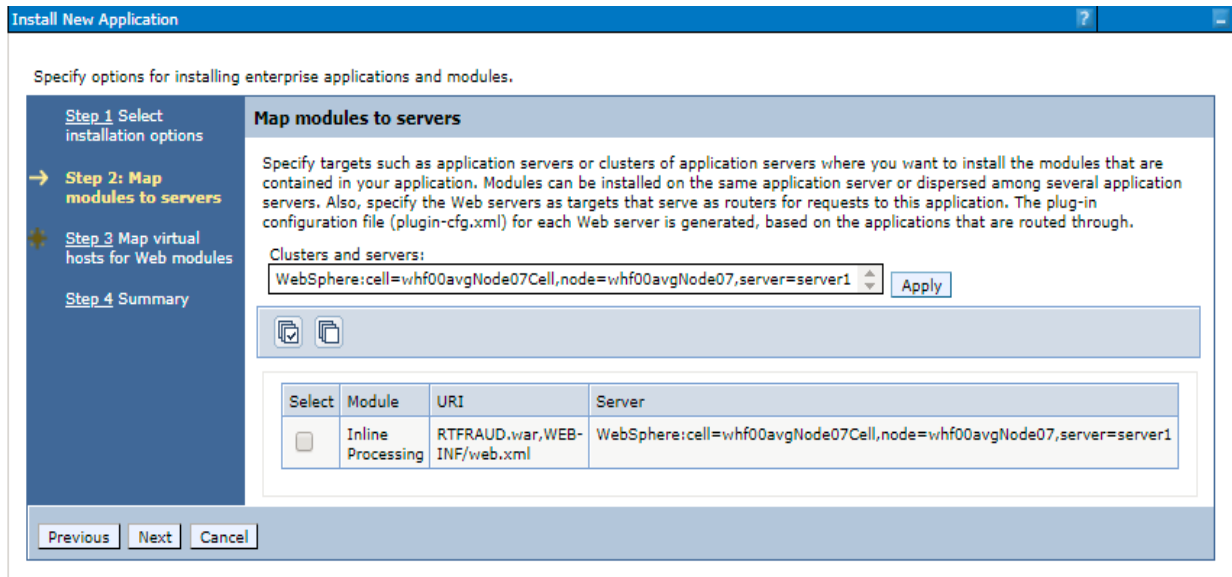 Install New Application
?
Specify options for installing enterprise applications and modules.
Step 1 Select
installation options
Step 2: Map
modules to servers
Step 3 Map virtual
hosts for Web modules
Step 4 Summary
Map modules to servers
Specify targets such as application servers or clusters of application servers where you want to install the modules that are
contained in your application. Modules can be installed on the same application server or dispersed among several application
servers. Also, specify the Web servers as targets that serve as routers for requests to this application. The plug-in
configuration file (plugin-cfg.xml) for each Web server is generated, based on the applications that are routed through.
Clusters and servers:
WebSphere:cell=whf00avgNode07Cell,node=whf00avgNode07,server=server1
Apply
Select Module URI Server
Inline RTFRAUD.war,WEB- WebSphere:cell=whf00avgNode07Cell,node=whf00avgNode07,server=server1
Processing INF/web.xml
Previous Next Cancel